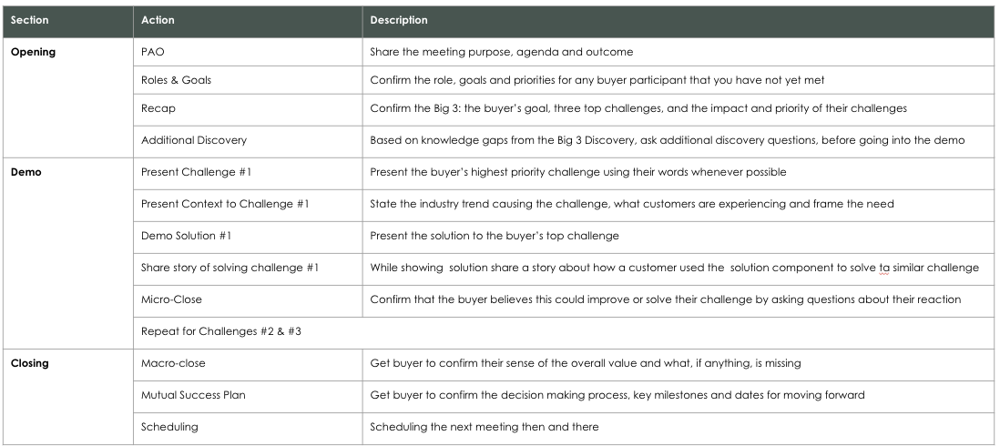 Section Action Description
Opening PAO Share the meeting purpose, agenda and outcome
Roles & Goals Confirm the role, goals and priorities for any buyer participant that you have not yet met
Recap Confirm the Big 3: the buyer’s goal, three top challenges, and the impact and priority of their challenges
Additional Discovery Based on knowledge gaps from the Big 3 Discovery, ask additional discovery questions, before going into the demo
Demo Present Challenge #1 Present the buyer’s highest priority challenge using their words whenever possible
Present Context to Challenge #1 State the industry trend causing the challenge, what customers are experiencing and frame the need
Demo Solution #1 Present the solution to the buyer’s top challenge
Share story of solving challenge #1 While showing  solution share a story about how a customer used the  solution component to solve ta similar challenge
Micro-Close Confirm that the buyer believes this could improve or solve their challenge by asking questions about their reaction
Repeat for Challenges #2 & #3
Closing Macro-close Get buyer to confirm their sense of the overall value and what, if anything, is missing
Mutual Success Plan Get buyer to confirm the decision making process, key milestones and dates for moving forward
Scheduling Scheduling the next meeting then and there